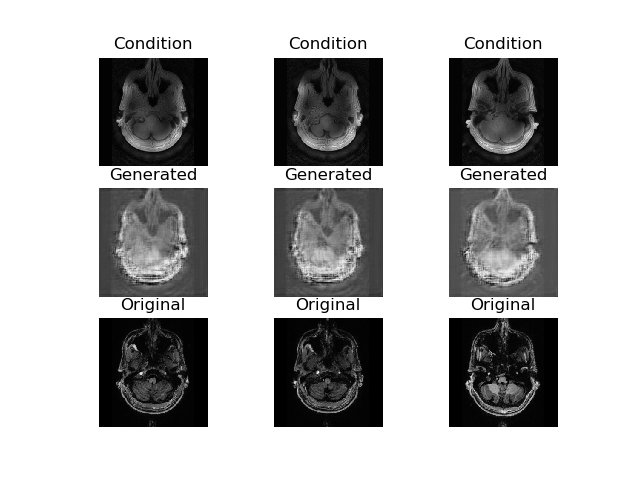 Condition Condition Condition
Generated Generated Generated
Original Original Original